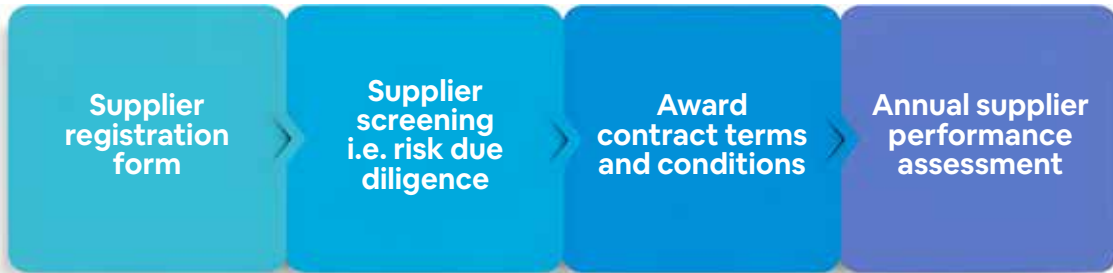 Supplier
registration
form
Supplier
screening
i.e. risk due
diligence
Award
contract terms
and conditions
Annual supplier
performance
assessment